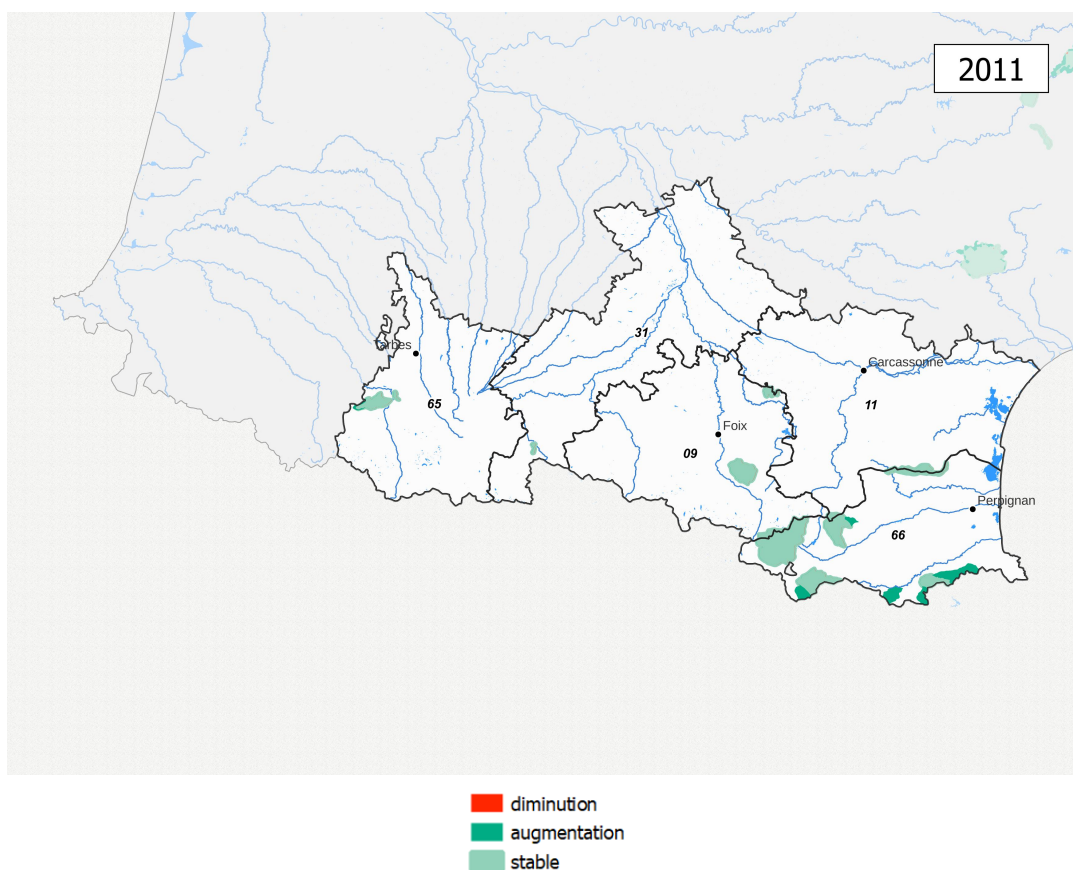 2011
31
Tarbes
Carcassonne
65
11
Foix
09
Perpignan
66
diminution
augmentation
stable